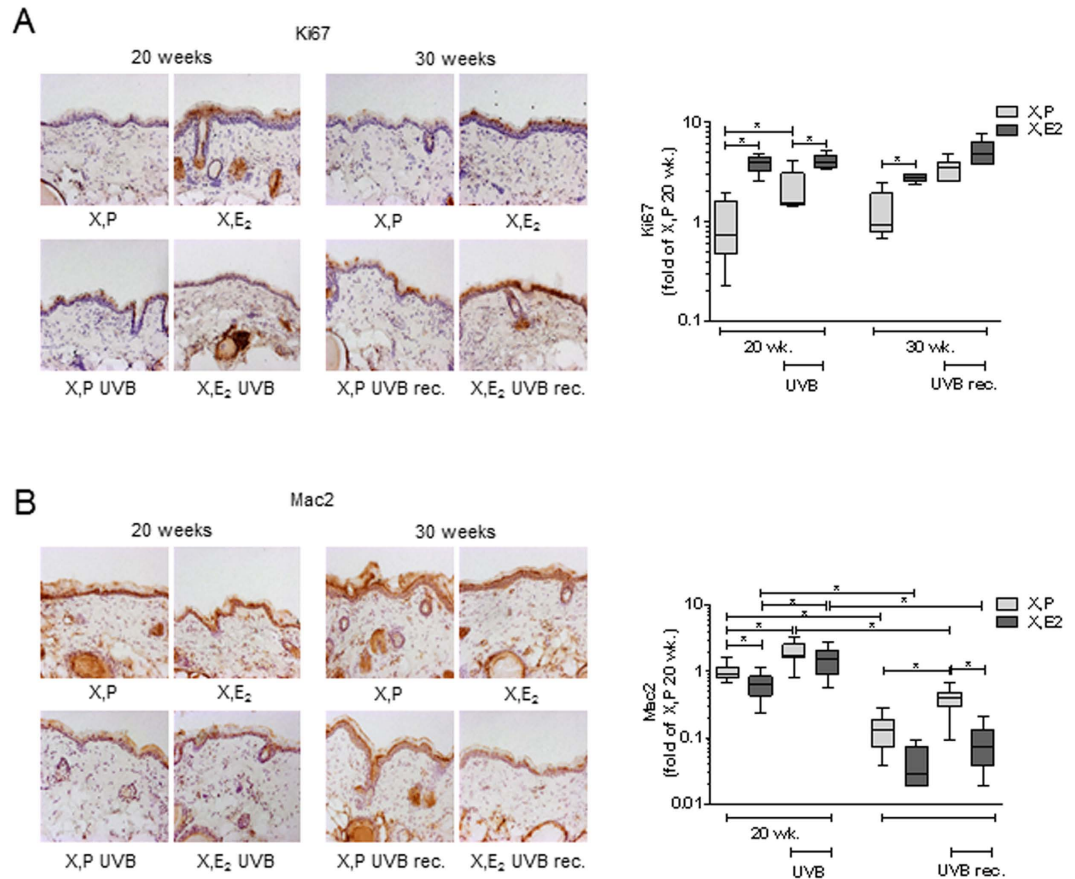 A
Ki67
20 weeks
30 weeks
X,P
X,E2
X,P
X,E2
X,P UVB
X,E2 UVB
X,P UVB rec.
X,E2 UVB rec.
X,P
X,E2
Ki67
(fold of X,P 20 wk.)
10
1
0.1
* * * *
20 wk.
30 wk.
UVB
UVB rec.
B
Mac2
20 weeks
30 weeks
X,P
X,E2
X,P
X,E2
X,P UVB
X,E2 UVB
X,P UVB rec.
X,E2 UVB rec.
X,P
X,E2
Mac2
(fold of X,P 20 wk.)
10
1
0.1
0.01
* * * * * * * *
20 wk.
UVB
UVB rec.